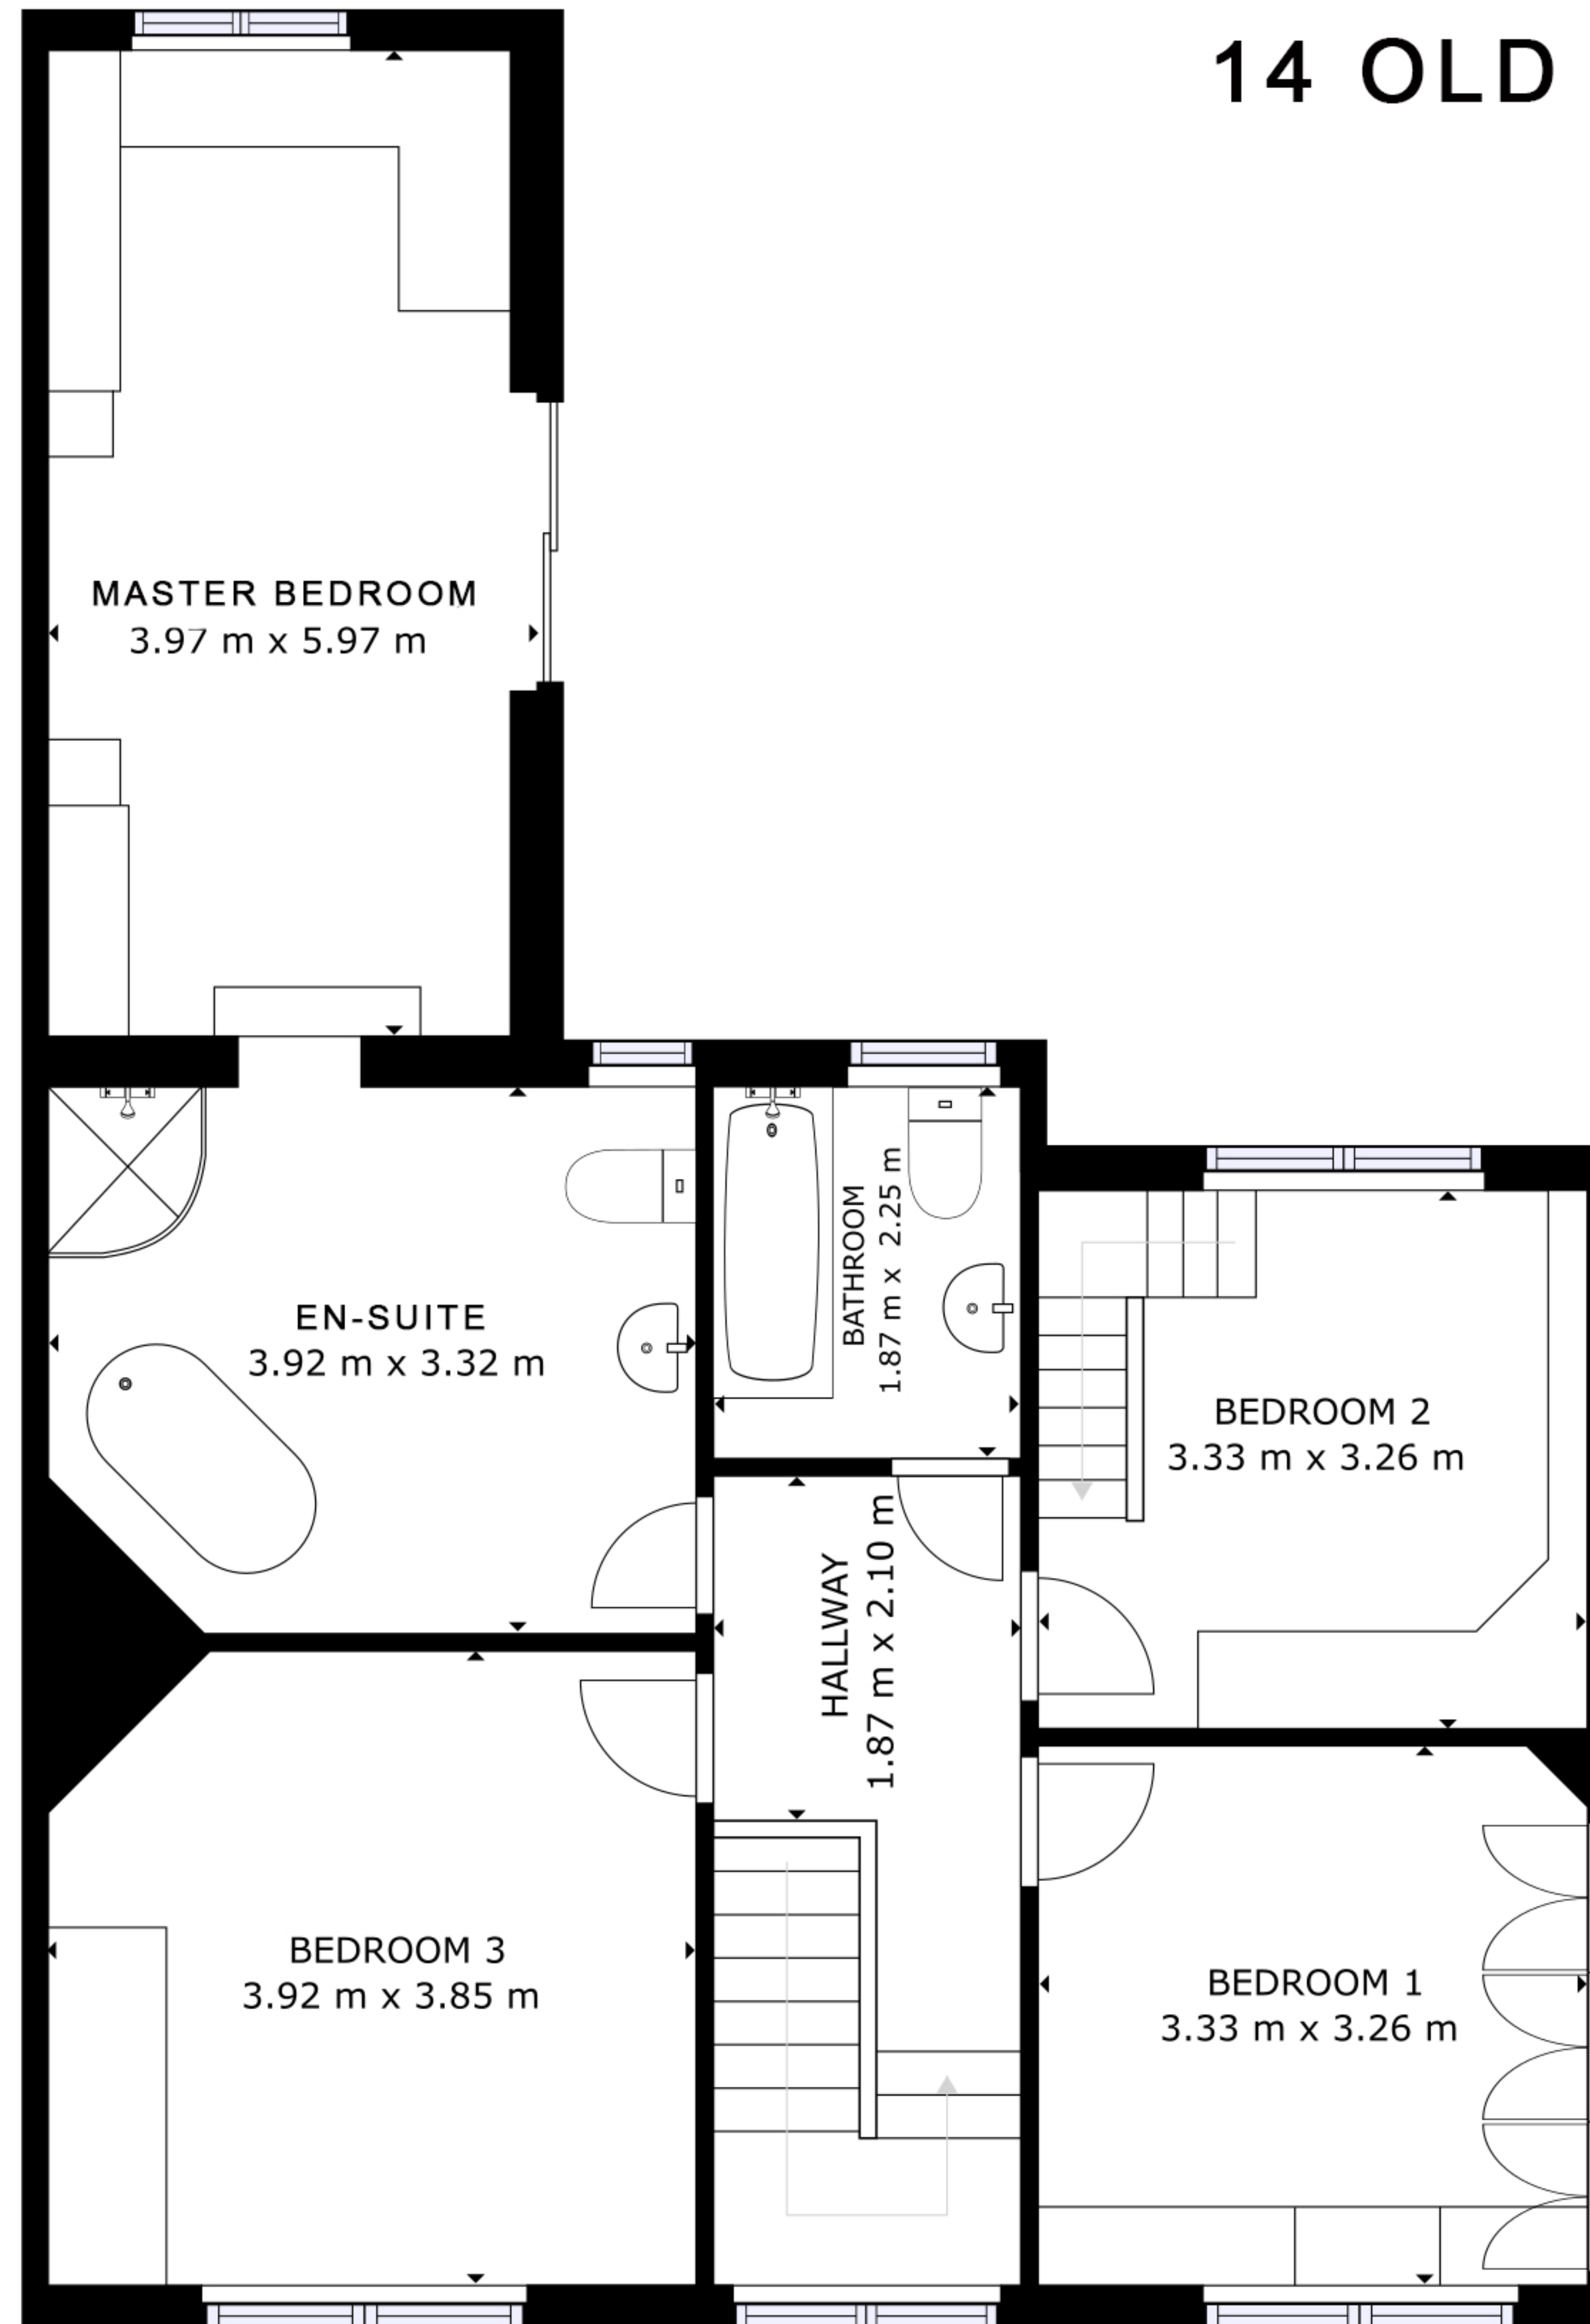 14 OLD
MASTER BEDROOM
3.97 m x 5.97 m
EN-SUITE
3.92 m x 3.32 m
BATHROOM
1.87 m x 2.25 m
BEDROOM 2
3.33 m x 3.26 m
HALLWAY
1.87 m x 2.10 m
BEDROOM 3
3.92 m x 3.85 m
BEDROOM 1
3.33 m x 3.26 m